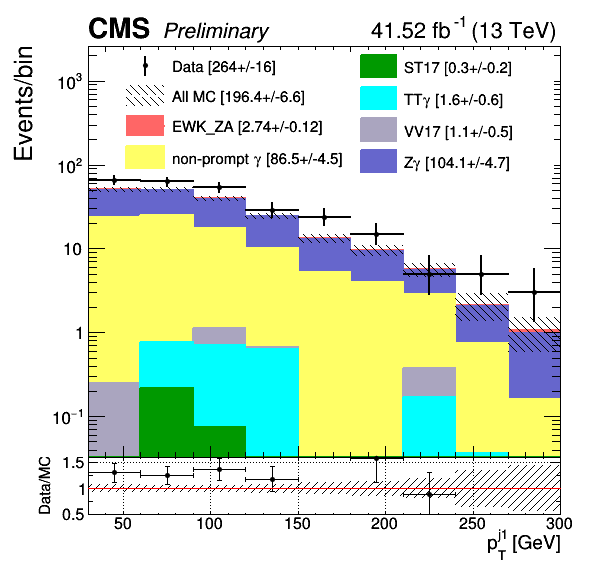 CMS Preliminary 41.52 fb⁻¹ (13 TeV)
Events/bin
Data [264+/-16]
All MC [196.4+/-6.6]
EWK_ZA [2.74+/-0.12]
non-prompt γ [86.5+/-4.5]
ST17 [0.3+/-0.2]
TTγ [1.6+/-0.6]
VV17 [1.1+/-0.5]
Zγ [104.1+/-4.7]
10³
10²
10
1
10⁻¹
Data/MC
1.5
1
0.5
50 100 150 200 250 300
p_T^j1 [GeV]